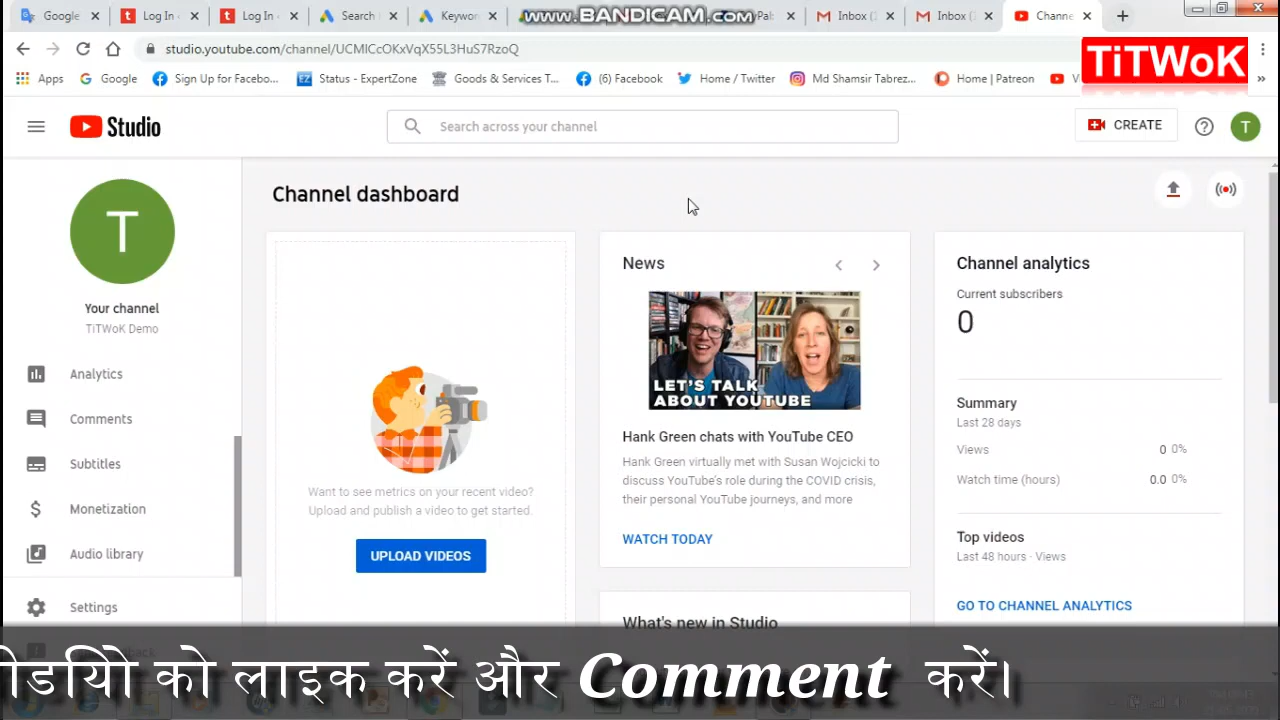 Google
Log In
Log In
Search
Keywor
www.BANDICAM.com
Pal
Inbox (
Inbox (
Channe
studio.youtube.com/channel/UCMlCcOKxVqX55L3HuS7RzoQ
TiTWoK
Apps
Google
Sign Up for Facebo...
Status - ExpertZone
Goods & Services T...
(6) Facebook
Home / Twitter
Md Shamsir Tabrez...
Home | Patreon
»
Studio
Search across your channel
CREATE
T
T
Your channel
TiTWoK Demo
Analytics
Comments
Subtitles
Monetization
Audio library
Settings
Channel dashboard
Want to see metrics on your recent video?
Upload and publish a video to get started.
UPLOAD VIDEOS
News
LET'S TALK
ABOUT YOUTUBE
Hank Green chats with YouTube CEO
Hank Green virtually met with Susan Wojcicki to
discuss YouTube's role during the COVID crisis,
their personal YouTube journeys, and more
WATCH TODAY
What's new in Studio
Channel analytics
Current subscribers
0
Summary
Last 28 days
Views 0 0%
Watch time (hours) 0.0 0%
Top videos
Last 48 hours · Views
GO TO CHANNEL ANALYTICS
को लाइक करें और Comment करें।